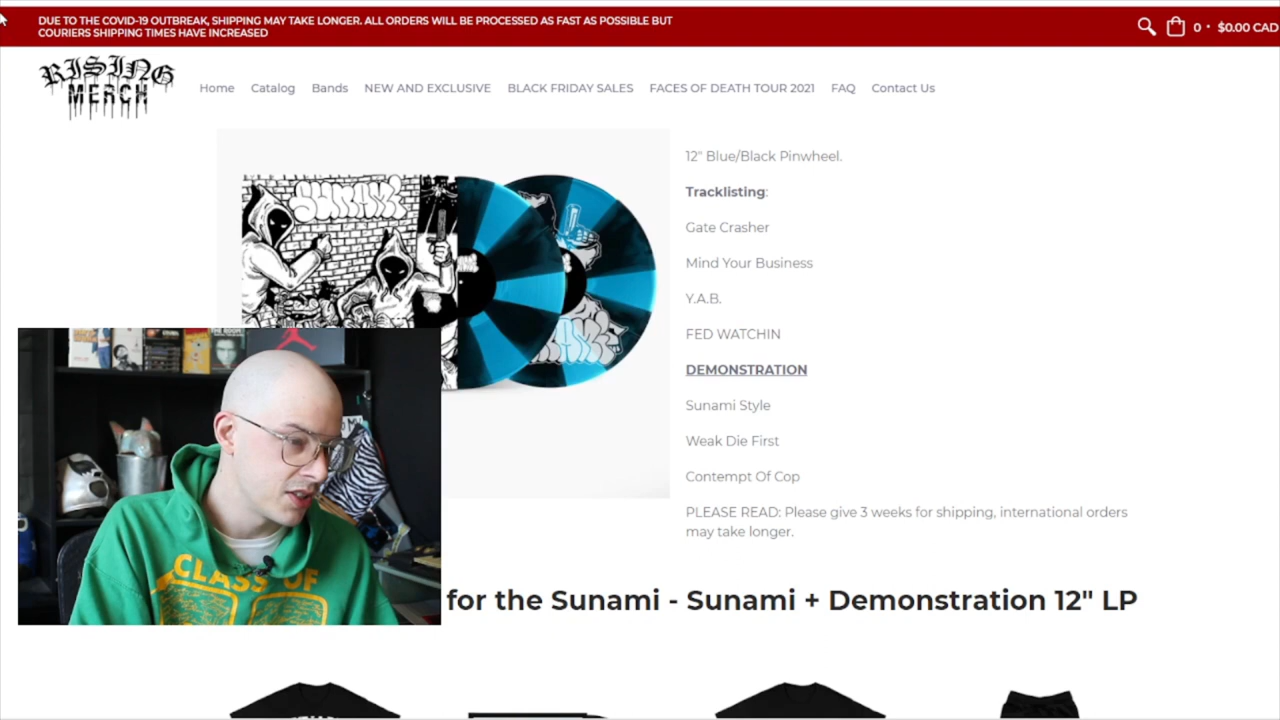 DUE TO THE COVID-19 OUTBREAK, SHIPPING MAY TAKE LONGER. ALL ORDERS WILL BE PROCESSED AS FAST AS POSSIBLE BUT
COURIERS SHIPPING TIMES HAVE INCREASED
0 • $0.00 CAD
RISING
MERCH
Home Catalog Bands NEW AND EXCLUSIVE BLACK FRIDAY SALES FACES OF DEATH TOUR 2021 FAQ Contact Us
SUNAMI
12" Blue/Black Pinwheel.
Tracklisting:
Gate Crasher
Mind Your Business
Y.A.B.
FED WATCHIN
DEMONSTRATION
Sunami Style
Weak Die First
Contempt Of Cop
PLEASE READ: Please give 3 weeks for shipping, international orders
may take longer.
CLASS OF
for the Sunami - Sunami + Demonstration 12" LP